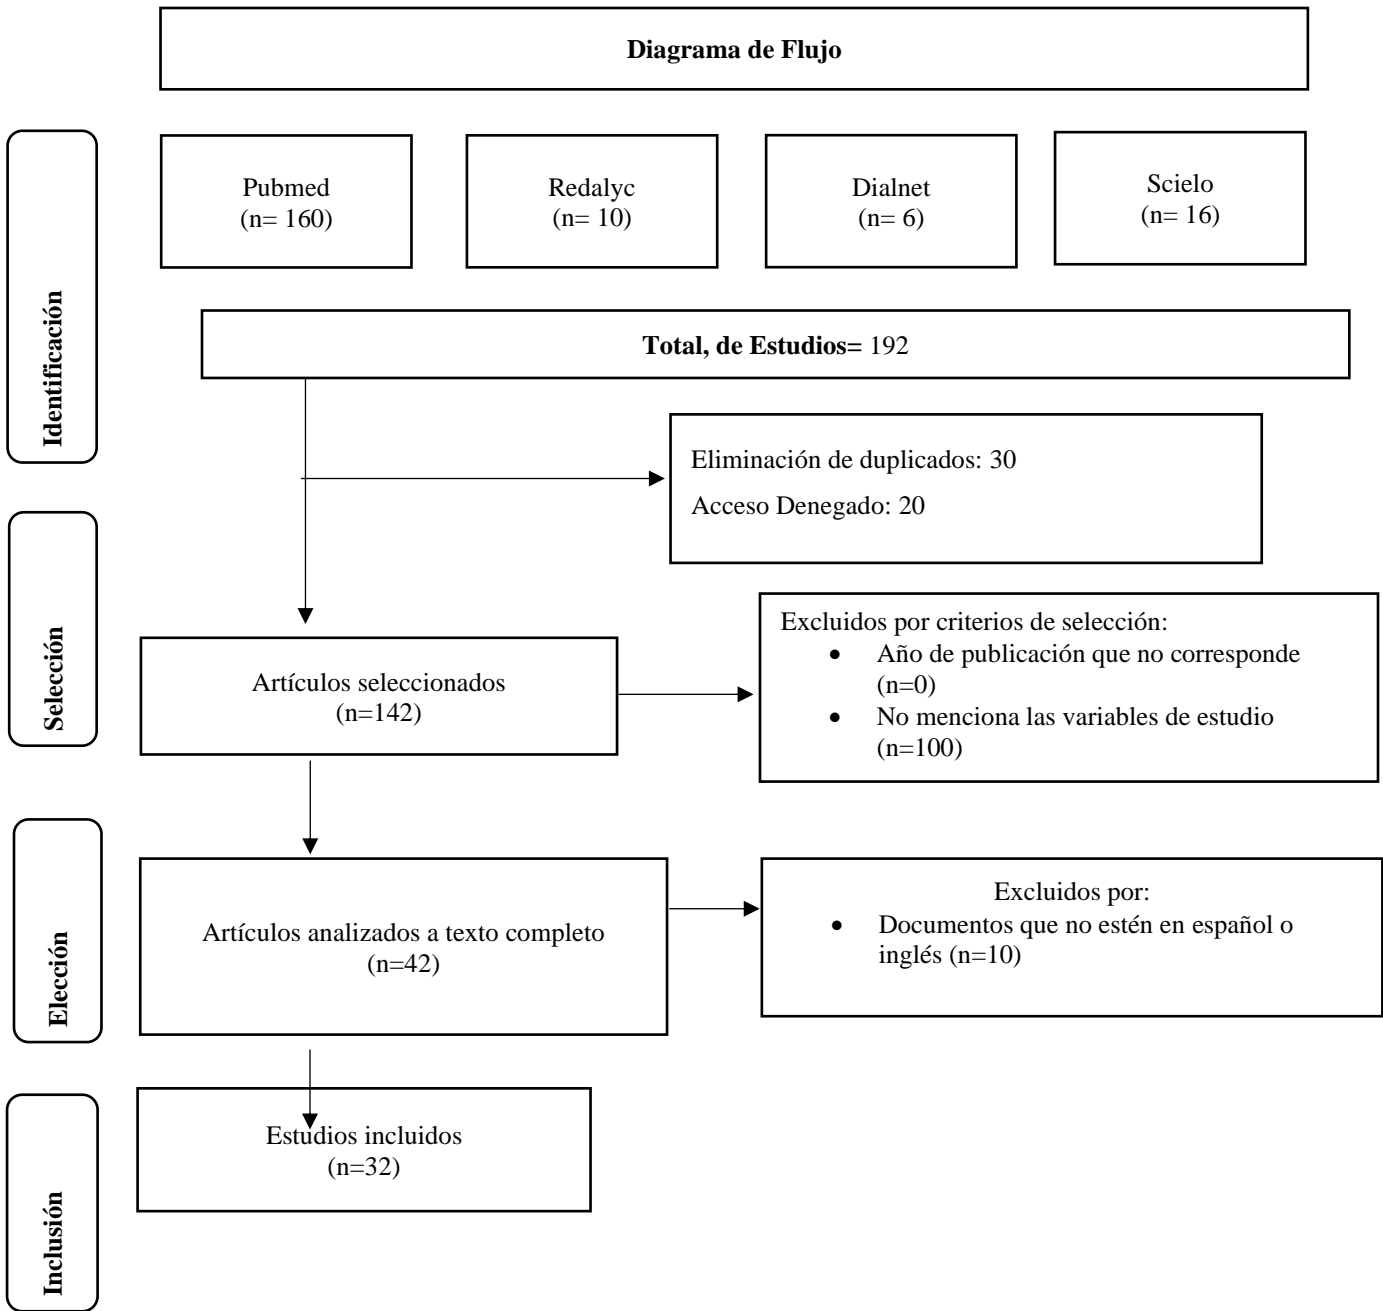 Diagrama de Flujo
Identificación
Pubmed
(n= 160)
Redalyc
(n= 10)
Dialnet
(n= 6)
Scielo
(n= 16)
Total, de Estudios= 192
Eliminación de duplicados: 30
Acceso Denegado: 20
Selección
Artículos seleccionados
(n=142)
Excluidos por criterios de selección:
• Año de publicación que no corresponde
(n=0)
• No menciona las variables de estudio
(n=100)
Elección
Artículos analizados a texto completo
(n=42)
Excluidos por:
• Documentos que no estén en español o
inglés (n=10)
Inclusión
Estudios incluidos
(n=32)